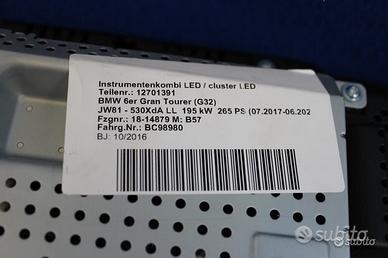 Instrumentenkombi LED / cluster LED
Teilenr.: 12701391
BMW 6er Gran Tourer (G32)
JW81 - 530XdA LL 195 kW 265 PS (07.2017-06.202
Fzgnr.: 18-14879 M: B57
Fahrg.Nr.: BC98980
BJ: 10/2016
subito
subito